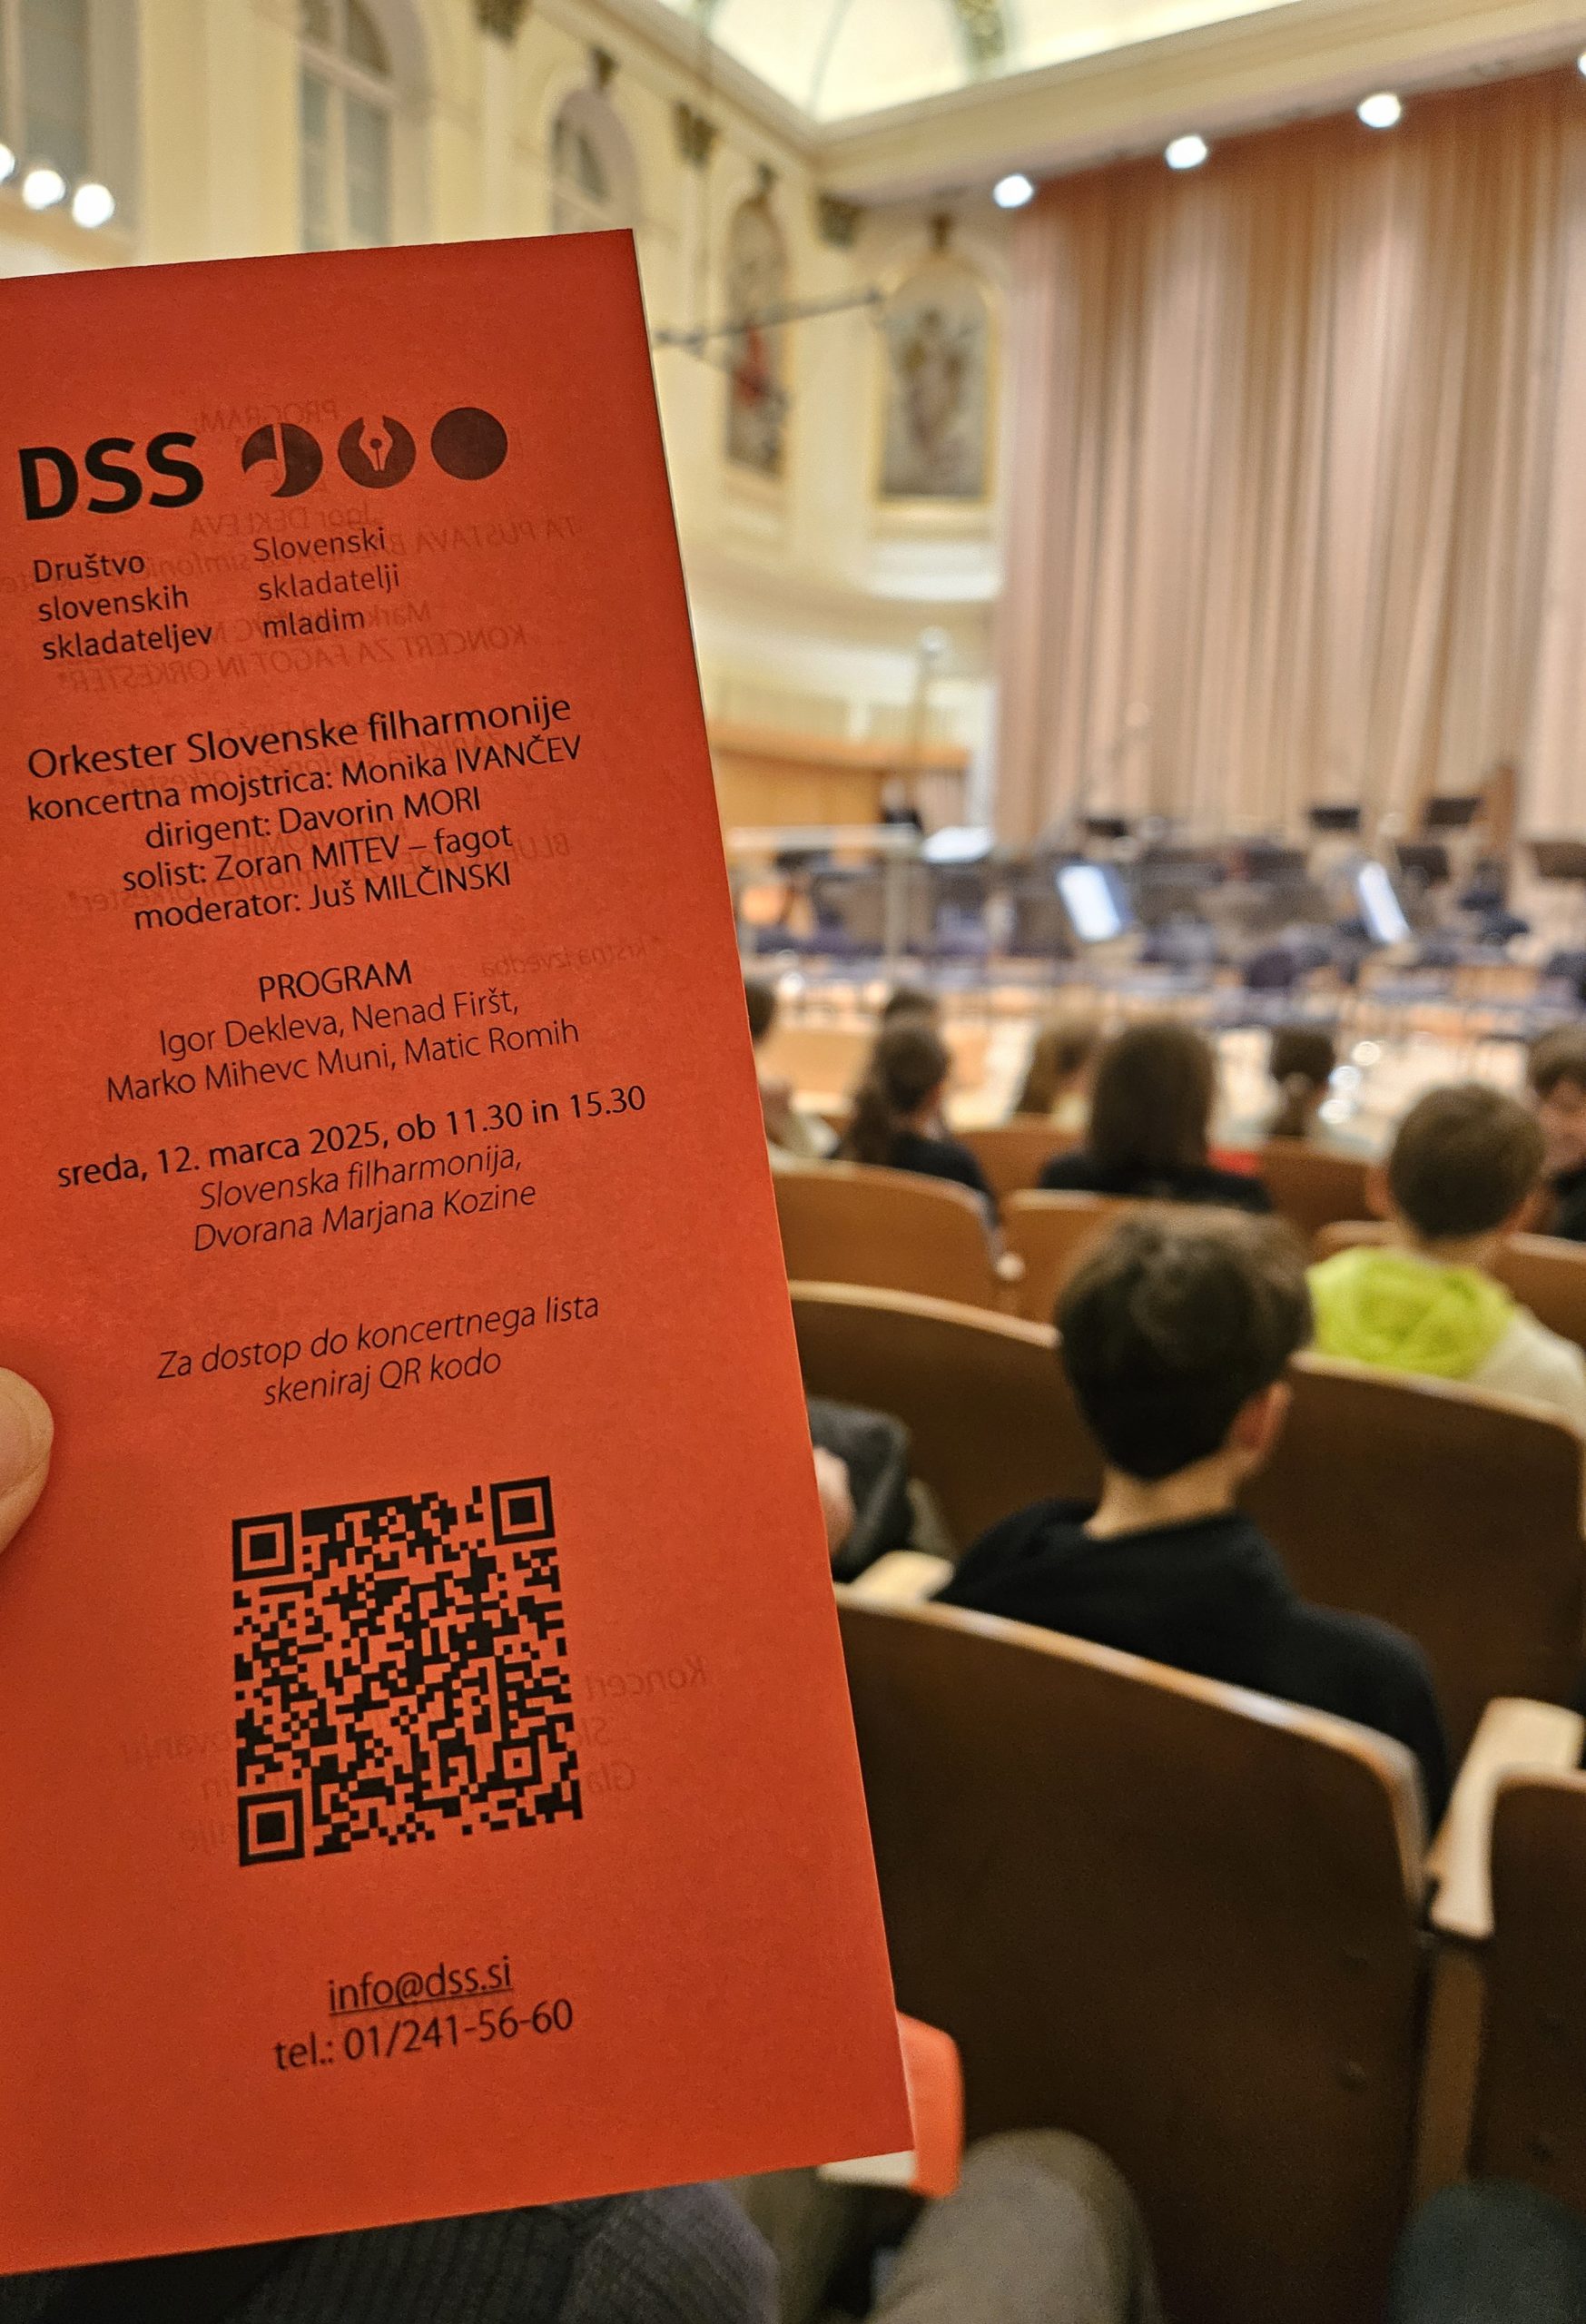 DSS
Društvo
slovenskih
skladateljev
Slovenski
skladatelji
mladim
Orkester Slovenske filharmonije
koncertna mojstrica: Monika IVANČEV
dirigent: Davorin MORI
solist: Zoran MITEV – fagot
moderator: Juš MILČINSKI
PROGRAM
Igor Dekleva, Nenad Firšt,
Marko Mihevc Muni, Matic Romih
sreda, 12. marca 2025, ob 11.30 in 15.30
Slovenska filharmonija,
Dvorana Marjana Kozine
Za dostop do koncertnega lista
skeniraj QR kodo
info@dss.si
tel.: 01/241-56-60